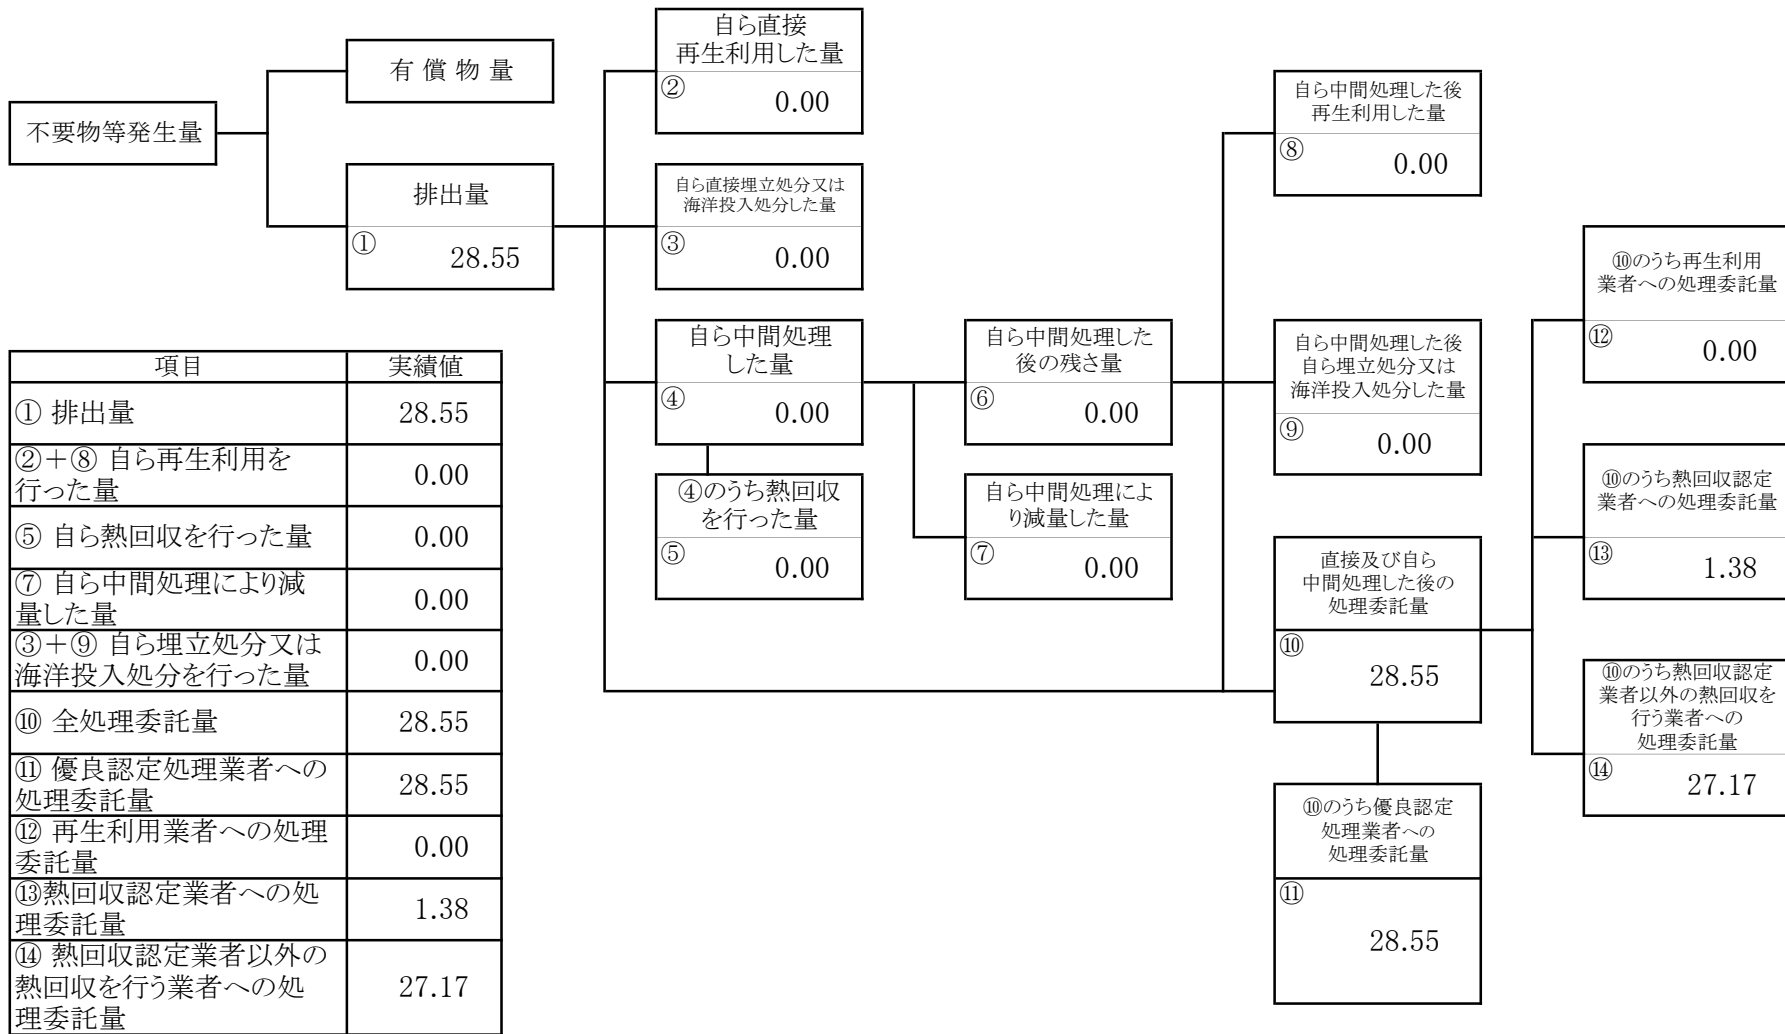 不要物等発生量
有償物量
排出量
①
28.55
自ら直接
再生利用した量
②
0.00
自ら直接埋立処分又は
海洋投入処分した量
③
0.00
自ら中間処理
した量
④
0.00
④のうち熱回収
を行った量
⑤
0.00
自ら中間処理した
後の残さ量
⑥
0.00
自ら中間処理によ
り減量した量
⑦
0.00
自ら中間処理した後
再生利用した量
⑧
0.00
自ら中間処理した後
自ら埋立処分又は
海洋投入処分した量
⑨
0.00
直接及び自ら
中間処理した後の
処理委託量
⑩
28.55
⑩のうち優良認定
処理業者への
処理委託量
⑪
28.55
⑩のうち再生利用
業者への処理委託量
⑫
0.00
⑩のうち熱回収認定
業者への処理委託量
⑬
1.38
⑩のうち熱回収認定
業者以外の熱回収を
行う業者への
処理委託量
⑭
27.17
項目 実績値
① 排出量 28.55
②＋⑧ 自ら再生利用を
行った量 0.00
⑤ 自ら熱回収を行った量 0.00
⑦ 自ら中間処理により減
量した量 0.00
③＋⑨ 自ら埋立処分又は
海洋投入処分を行った量 0.00
⑩ 全処理委託量 28.55
⑪ 優良認定処理業者への
処理委託量 28.55
⑫ 再生利用業者への処理
委託量 0.00
⑬熱回収認定業者への処
理委託量 1.38
⑭ 熱回収認定業者以外の
熱回収を行う業者への処
理委託量 27.17